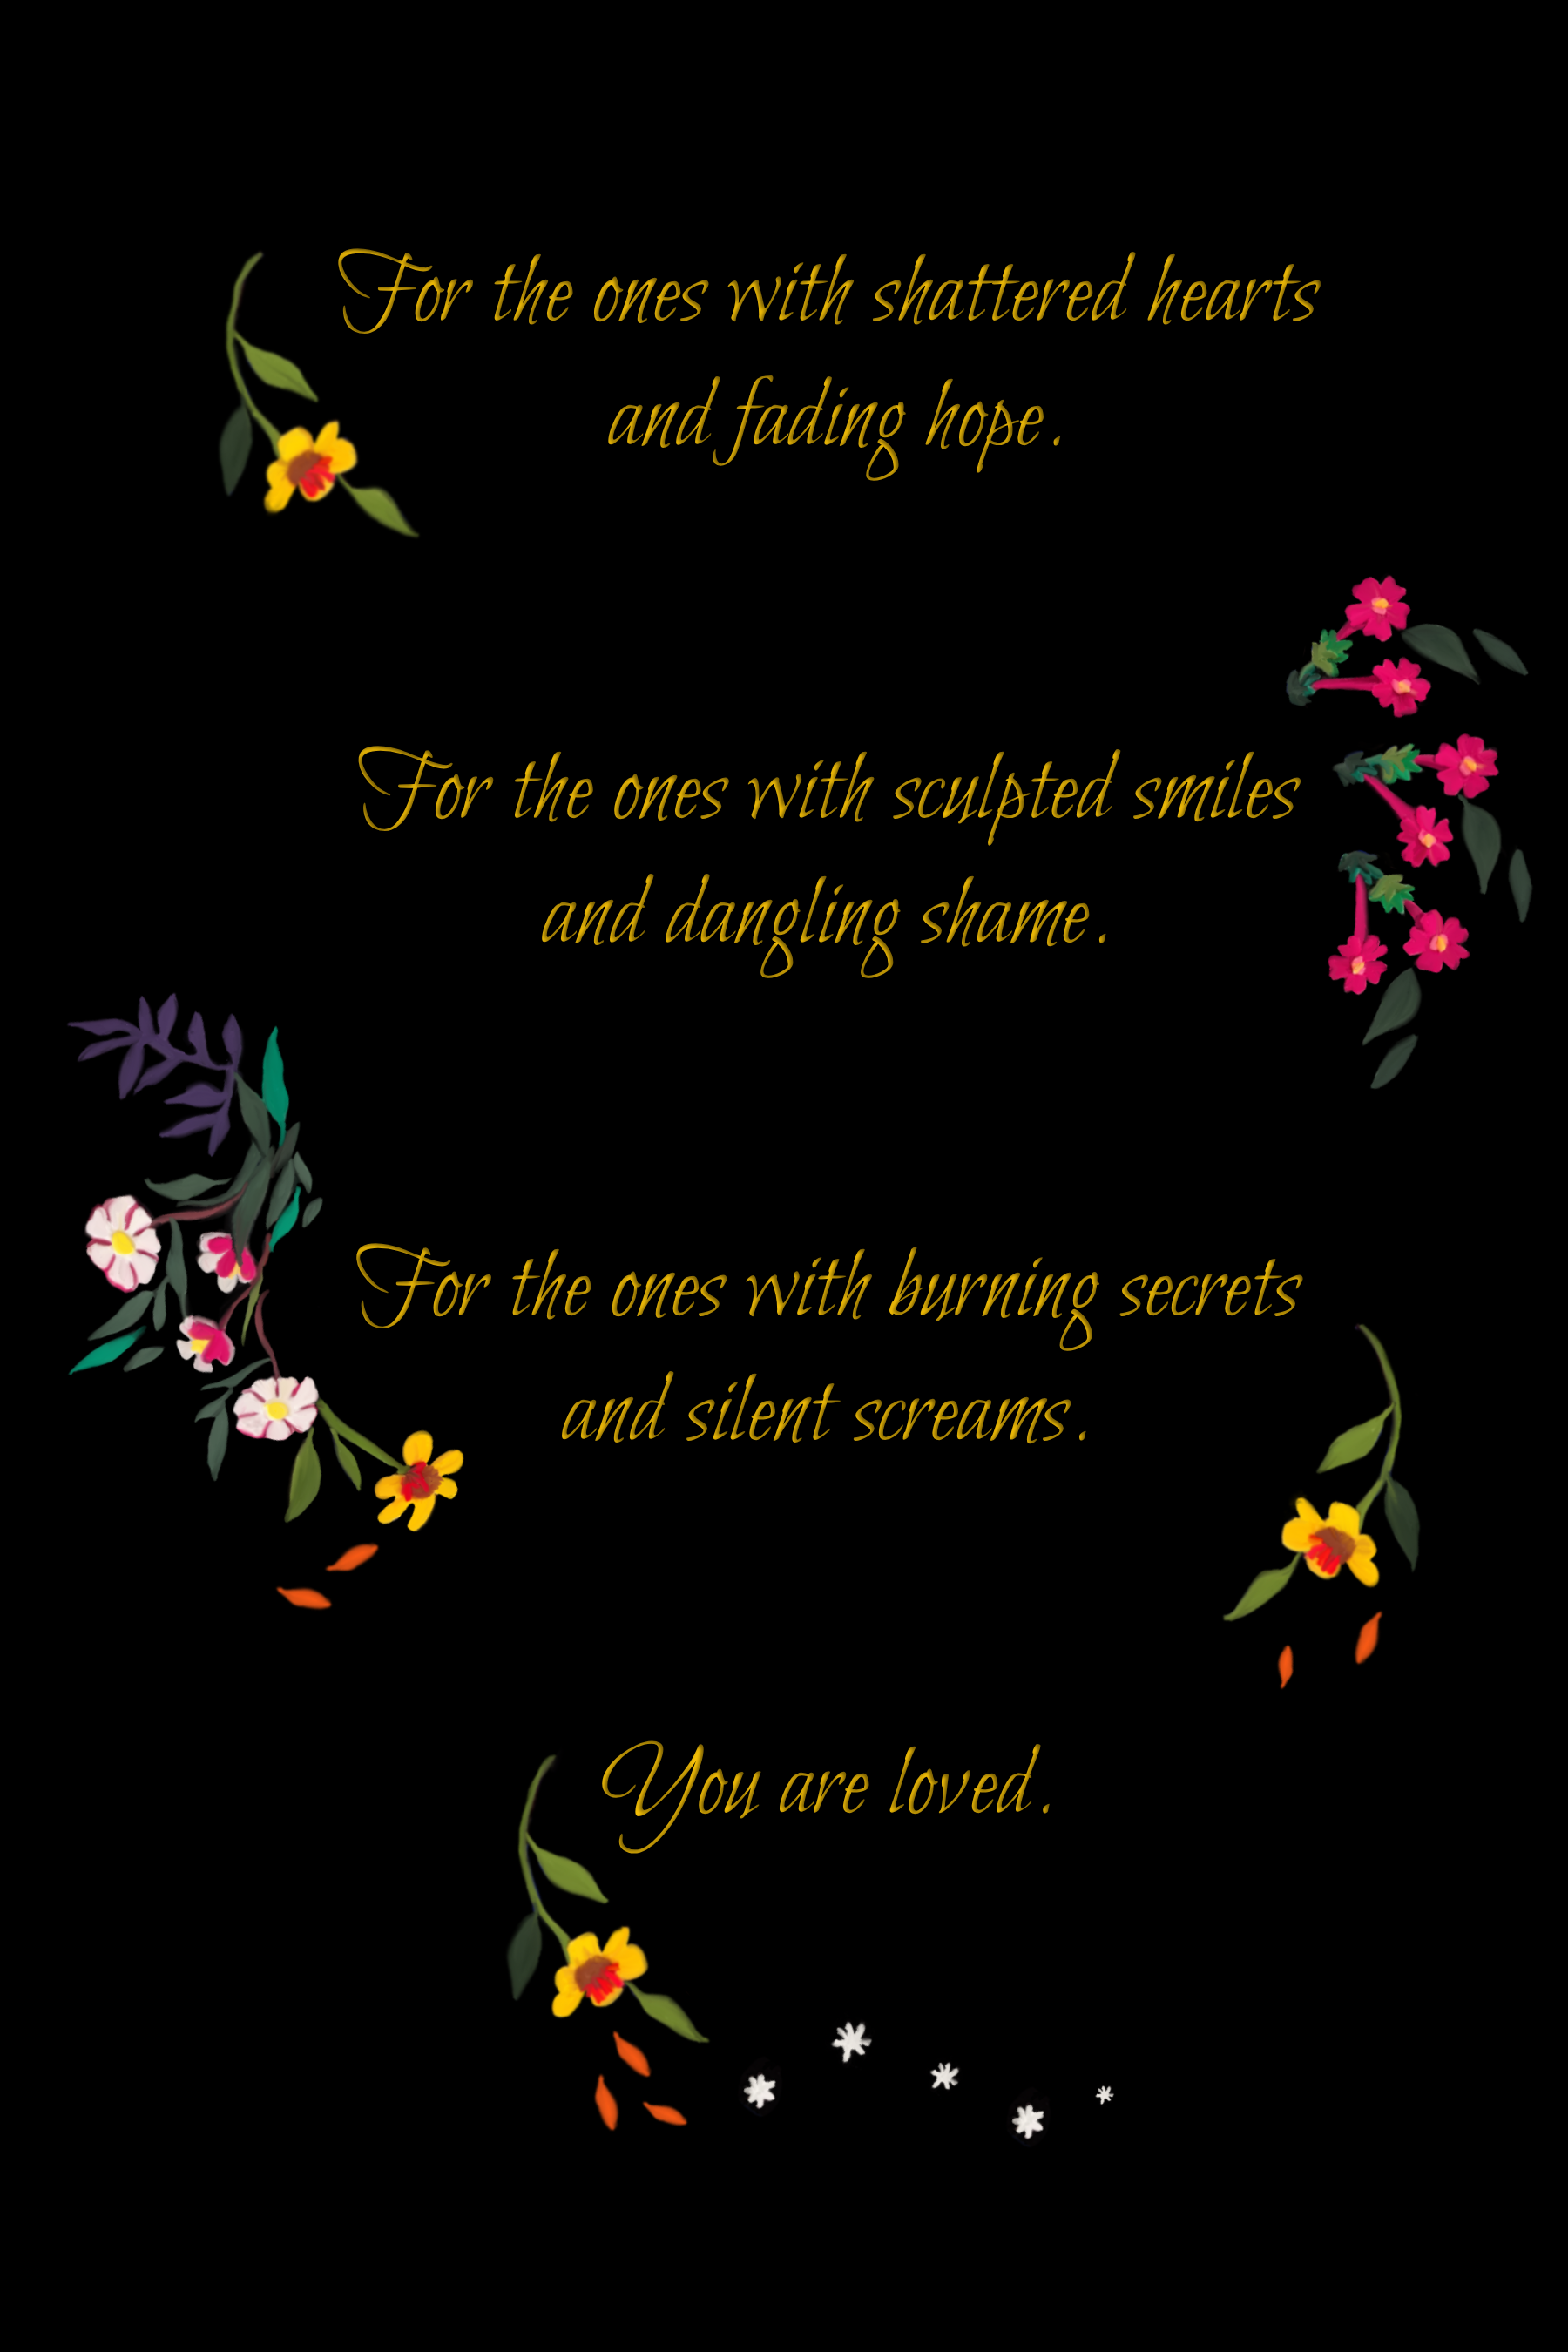 For the ones with shattered hearts
and fading hope.
For the ones with sculpted smiles
and dangling shame.
For the ones with burning secrets
and silent screams.
You are loved.